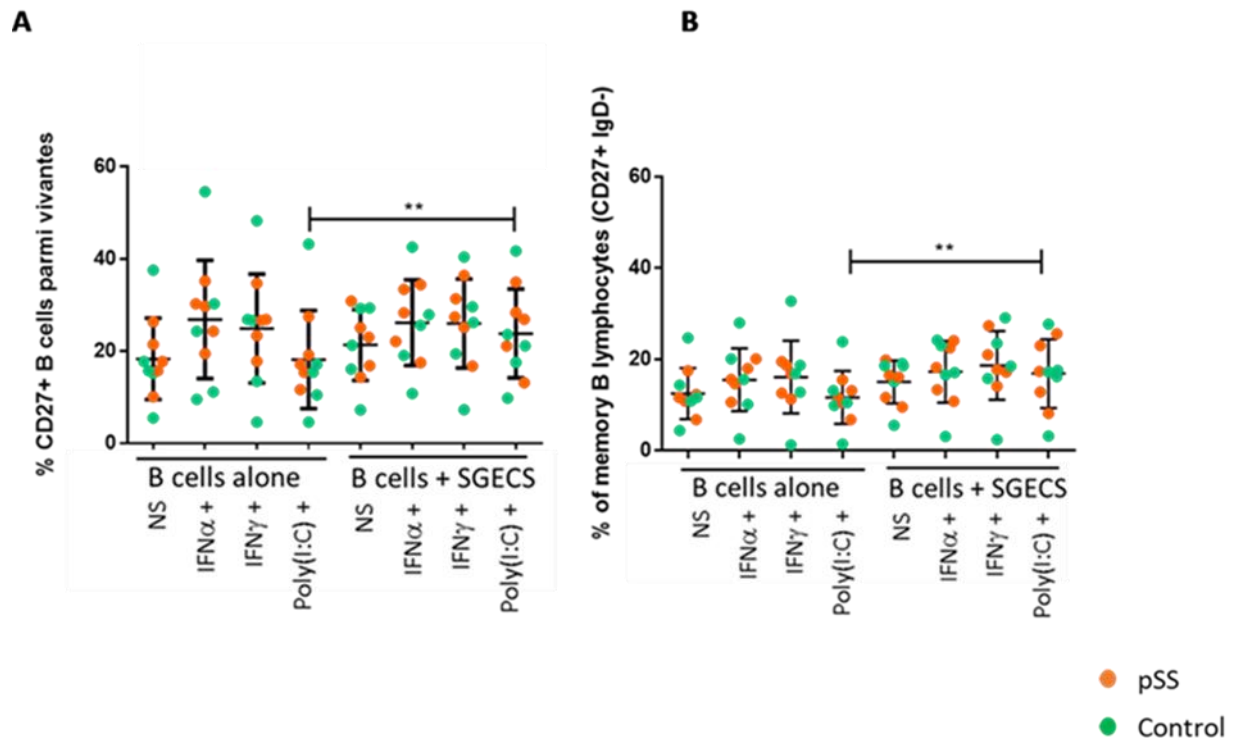 A
B
% CD27+ B cells parmi vivantes
60
40
20
0
**
B cells alone
B cells + SGECS
NS
IFNα +
IFNγ +
Poly(I:C) +
NS
IFNα +
IFNγ +
Poly(I:C) +
% of memory B lymphocytes (CD27+ IgD-)
60
40
20
0
**
B cells alone
B cells + SGECS
NS
IFNα +
IFNγ +
Poly(I:C) +
NS
IFNα +
IFNγ +
Poly(I:C) +
pSS
Control